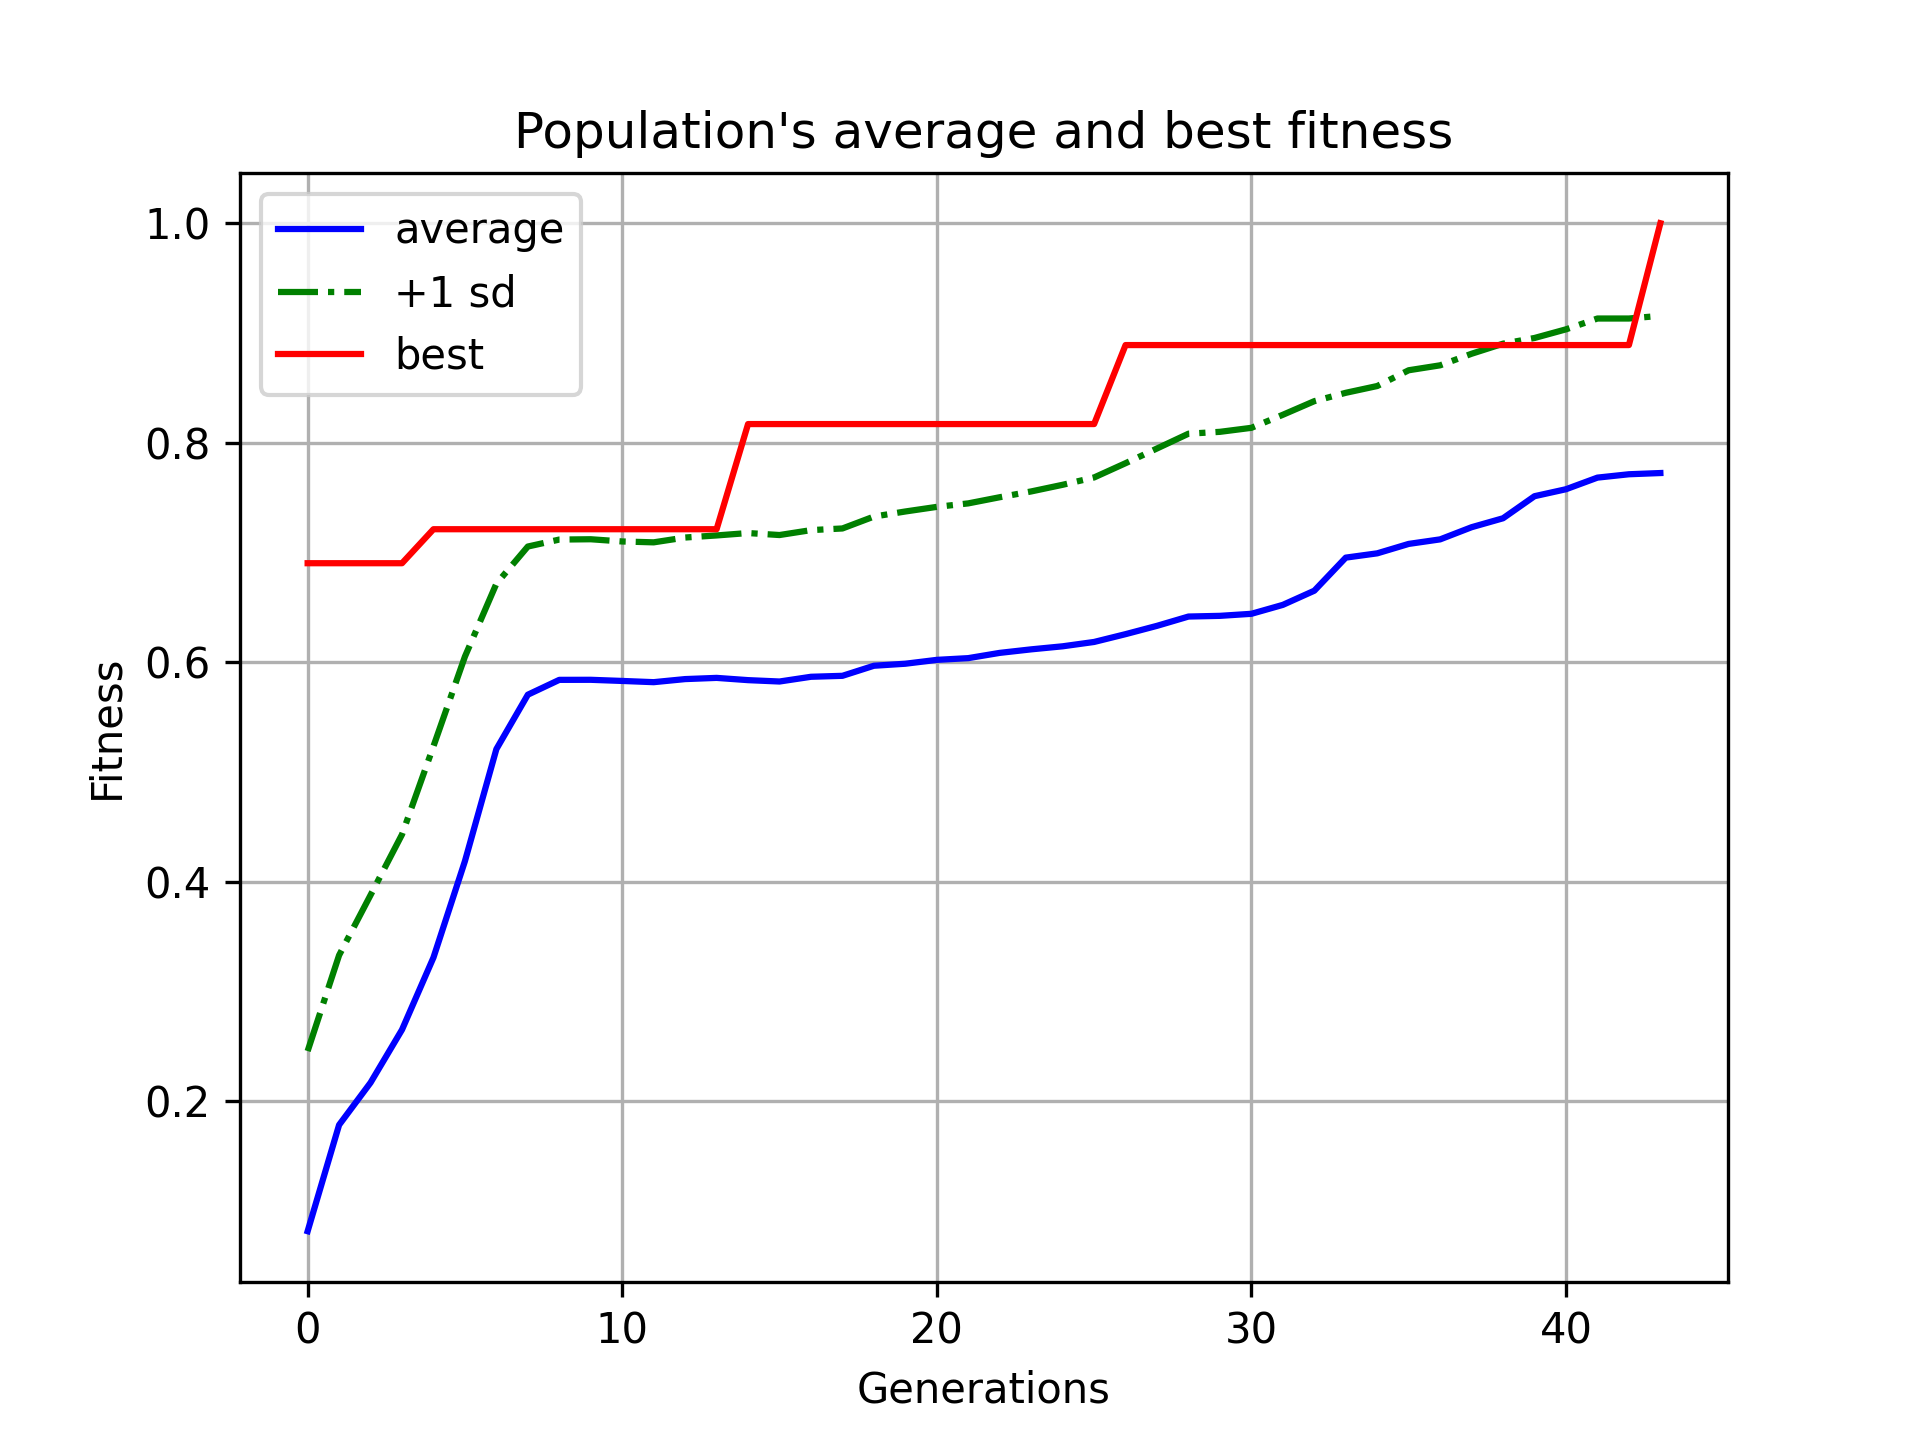 Population's average and best fitness
average
+1 sd
best
1.0
0.8
0.6
0.4
0.2
Fitness
0 10 20 30 40
Generations